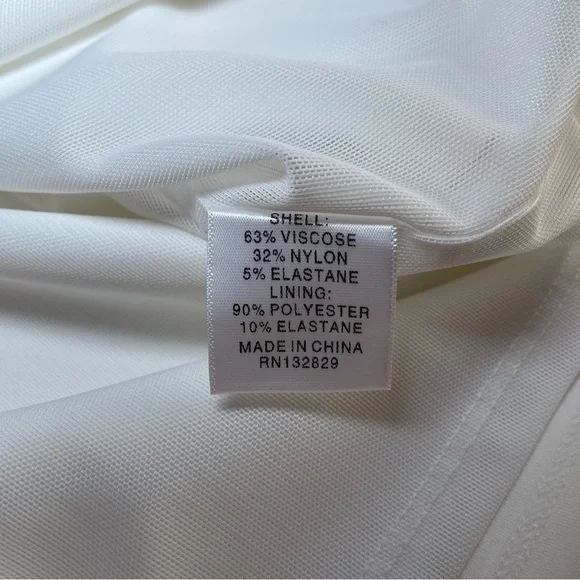 SHELL:
63% VISCOSE
32% NYLON
5% ELASTANE
LINING:
90% POLYESTER
10% ELASTANE
MADE IN CHINA
RN132829